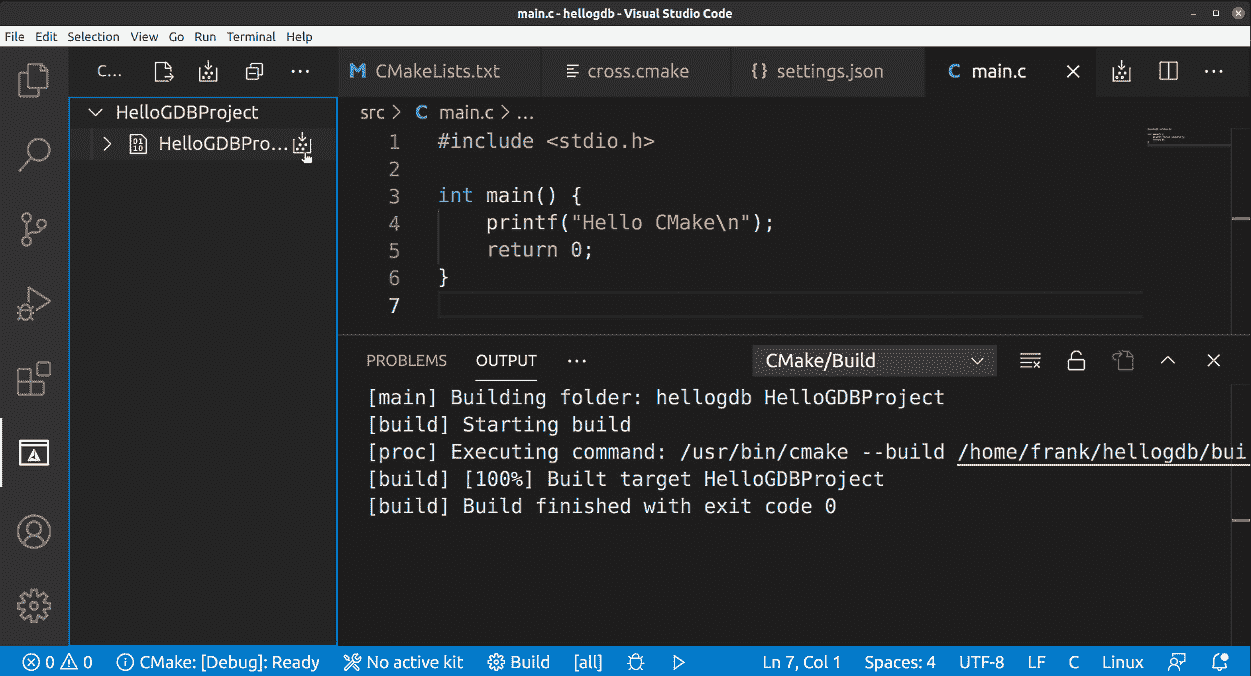 main.c - hellogdb - Visual Studio Code
File Edit Selection View Go Run Terminal Help
C... CMakeLists.txt cross.cmake {} settings.json C main.c
HelloGDBProject
HelloGDBPro...
src > C main.c > ...
1 #include <stdio.h>
2
3 int main() {
4 printf("Hello CMake\n");
5 return 0;
6 }
7
PROBLEMS OUTPUT ... CMake/Build
[main] Building folder: hellogdb HelloGDBProject
[build] Starting build
[proc] Executing command: /usr/bin/cmake --build /home/frank/hellogdb/bui
[build] [100%] Built target HelloGDBProject
[build] Build finished with exit code 0
0 0 CMake: [Debug]: Ready No active kit Build [all] Ln 7, Col 1 Spaces: 4 UTF-8 LF C Linux